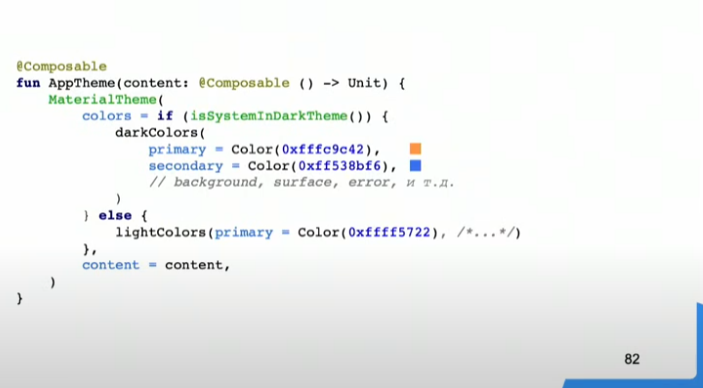 @Composable
fun AppTheme(content: @Composable () -> Unit) {
    MaterialTheme(
        colors = if (isSystemInDarkTheme()) {
            darkColors(
                primary = Color(0xfffc9c42),
                secondary = Color(0xff538bf6),
                // background, surface, error, и т.д.
            )
        } else {
            lightColors(primary = Color(0xffff5722), /*...*/)
        },
        content = content,
    )
}
82